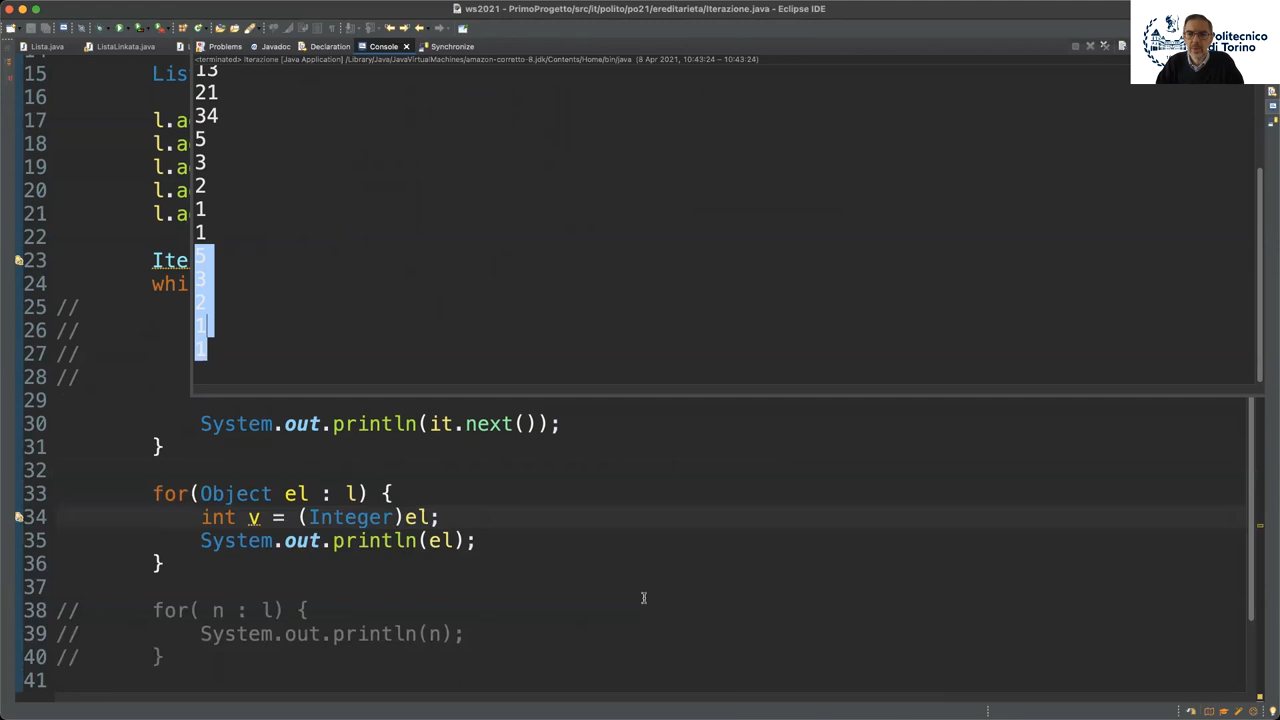 ws2021 - PrimoProgetto/src/it/polito/po21/ereditarieta/Iterazione.java - Eclipse IDE
Lista.java
ListaLinkata.java
Problems
Javadoc
Declaration
Console
Synchronize
<terminated> Iterazione [Java Application] /Library/Java/JavaVirtualMachines/amazon-corretto-8.jdk/Contents/Home/bin/java (8 Apr 2021, 10:43:24 – 10:43:24)
Politecnico
di Torino
13
21
34
5
3
2
1
1
5
3
2
1
1
15 Lis
16
17 l.a
18 l.a
19 l.a
20 l.a
21 l.a
22
23 Ite
24 whi
25 //
26 //
27 //
28 //
29
30 System.out.println(it.next());
31 }
32
33 for(Object el : l) {
34 int v = (Integer)el;
35 System.out.println(el);
36 }
37
38 // for( n : l) {
39 // System.out.println(n);
40 // }
41